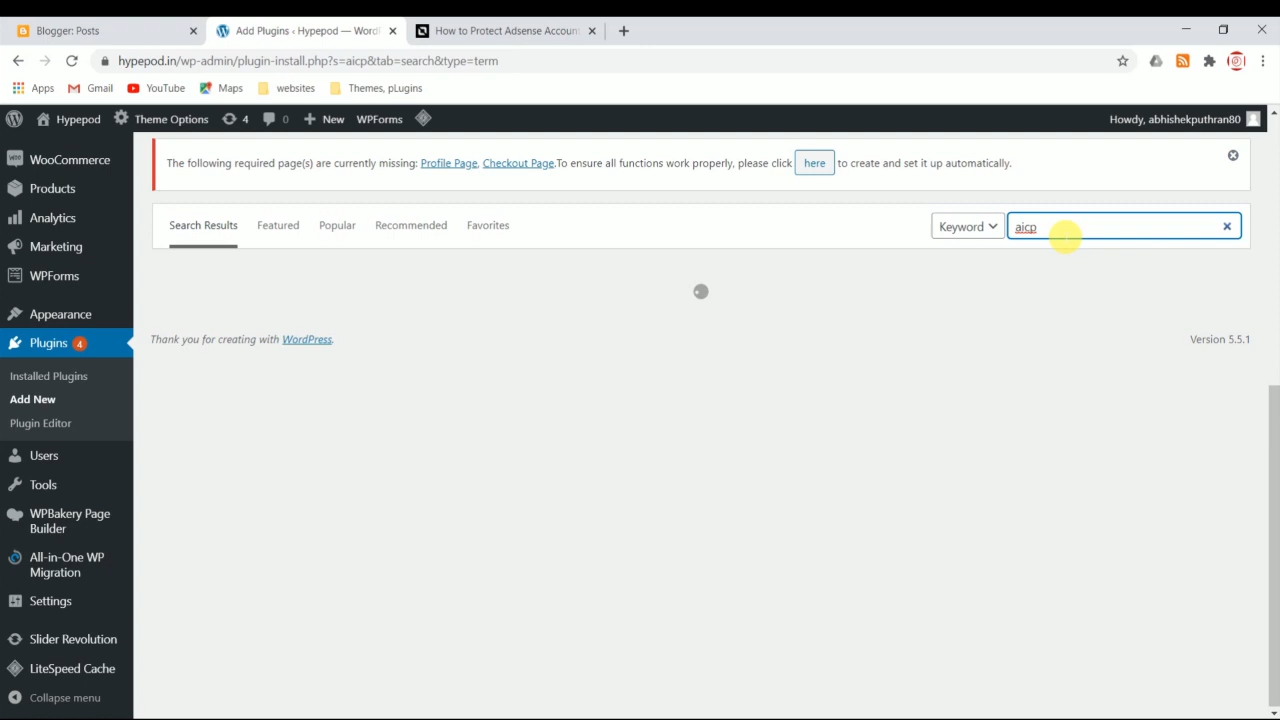 Blogger: Posts
Add Plugins ‹ Hypepod — WordP
How to Protect Adsense Account
hypepod.in/wp-admin/plugin-install.php?s=aicp&tab=search&type=term
Apps
Gmail
YouTube
Maps
websites
Themes, pLugins
Hypepod
Theme Options
4
0
New
WPForms
Howdy, abhishekputhran80
WooCommerce
Products
Analytics
Marketing
WPForms
Appearance
Plugins 4
Installed Plugins
Add New
Plugin Editor
Users
Tools
WPBakery Page
Builder
All-in-One WP
Migration
Settings
Slider Revolution
LiteSpeed Cache
Collapse menu
The following required page(s) are currently missing: Profile Page, Checkout Page.To ensure all functions work properly, please click here to create and set it up automatically.
Search Results
Featured
Popular
Recommended
Favorites
Keyword
aicp
Thank you for creating with WordPress.
Version 5.5.1